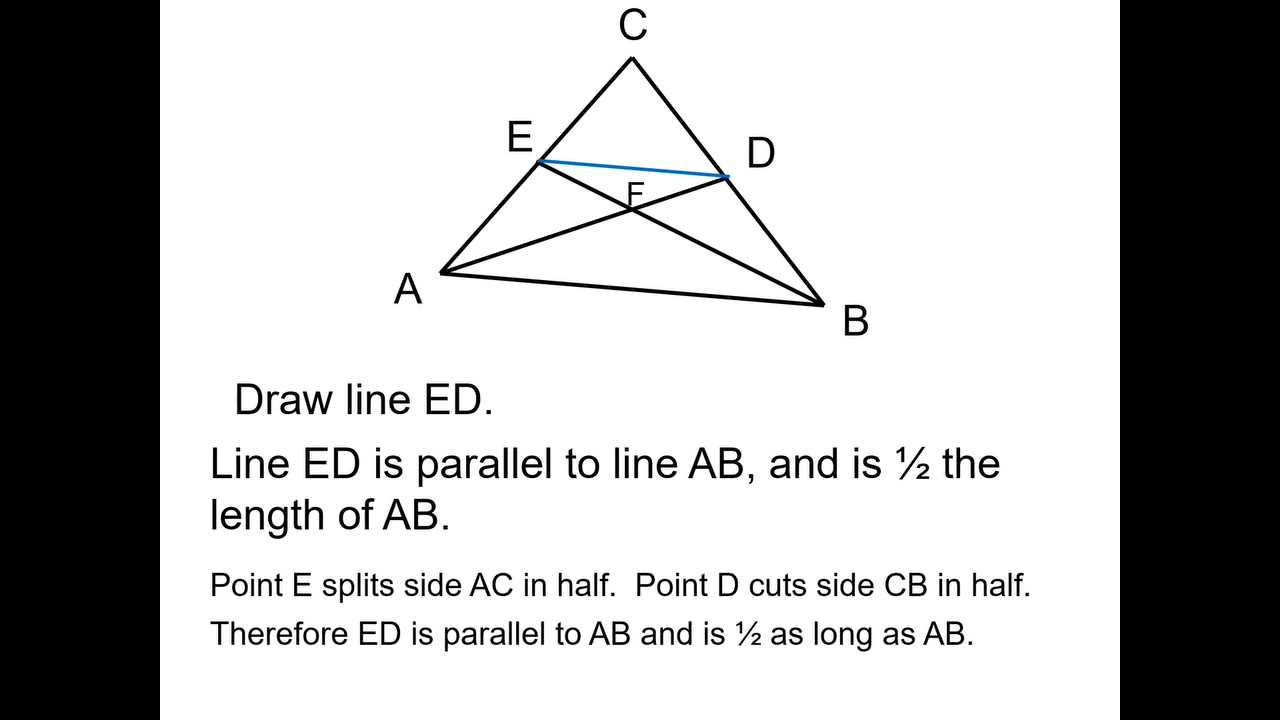 C
E
D
F
A
B
Draw line ED.
Line ED is parallel to line AB, and is ½ the
length of AB.
Point E splits side AC in half.  Point D cuts side CB in half.
Therefore ED is parallel to AB and is ½ as long as AB.